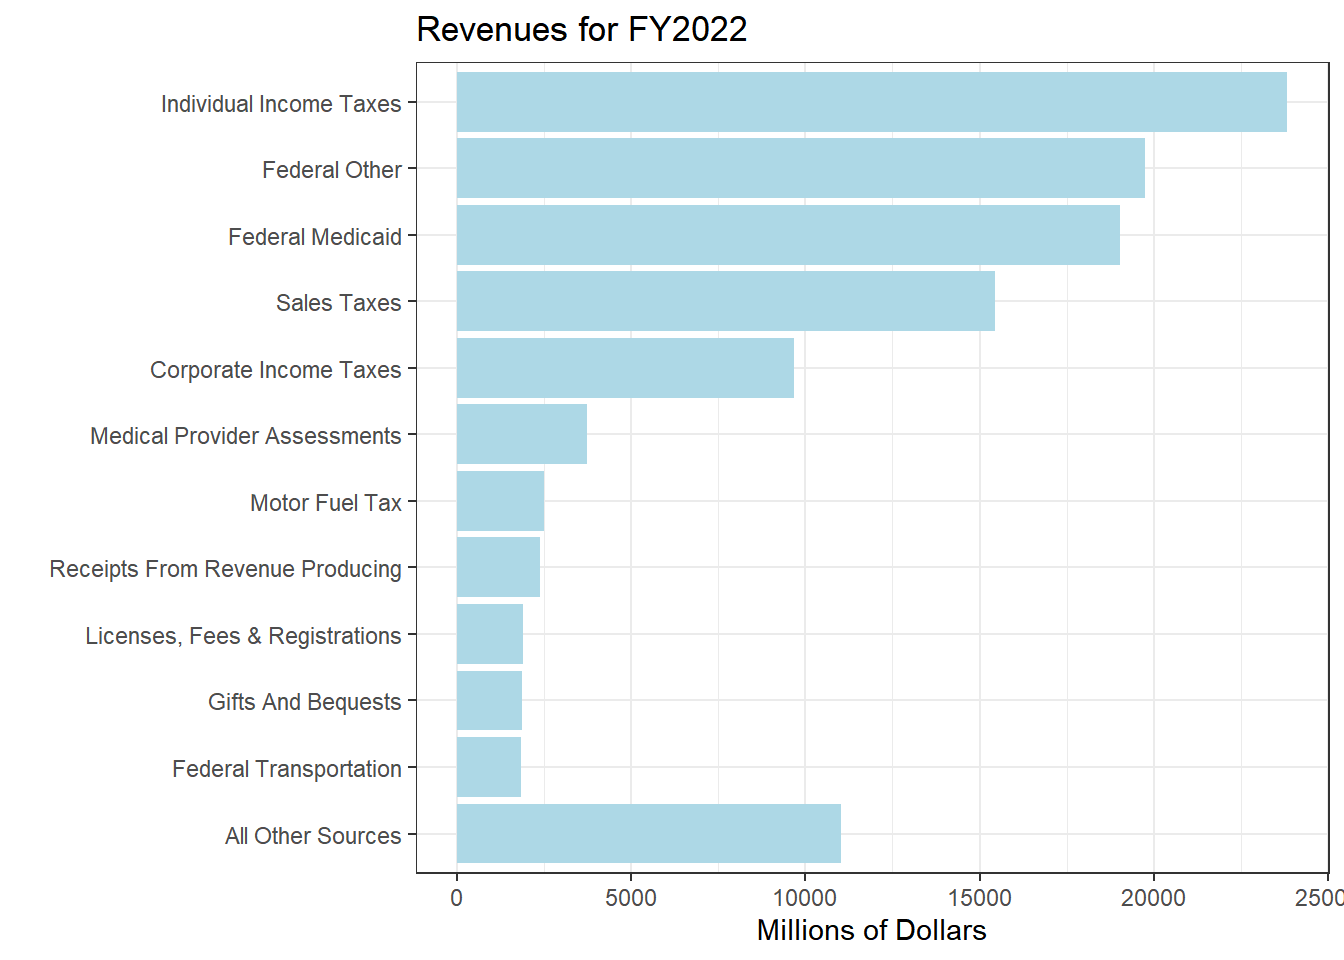 Revenues for FY2022
Individual Income Taxes
Federal Other
Federal Medicaid
Sales Taxes
Corporate Income Taxes
Medical Provider Assessments
Motor Fuel Tax
Receipts From Revenue Producing
Licenses, Fees & Registrations
Gifts And Bequests
Federal Transportation
All Other Sources
0 5000 10000 15000 20000 2500
Millions of Dollars